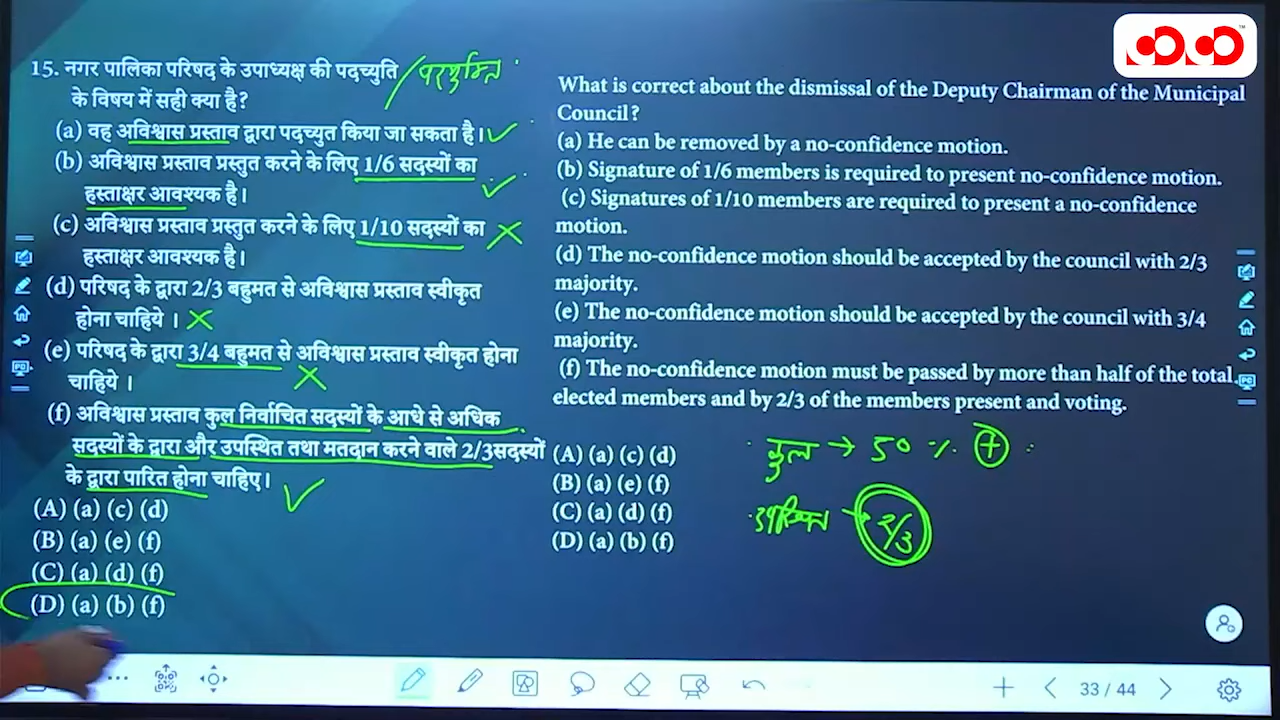 15. नगर पालिका परिषद के उपाध्यक्ष की पदच्युति
के विषय में सही क्या है?
(a) वह अविश्वास प्रस्ताव द्वारा पदच्युत किया जा सकता है।
(b) अविश्वास प्रस्ताव प्रस्तुत करने के लिए 1/6 सदस्यों का
हस्ताक्षर आवश्यक है।
(c) अविश्वास प्रस्ताव प्रस्तुत करने के लिए 1/10 सदस्यों का
हस्ताक्षर आवश्यक है।
(d) परिषद के द्वारा 2/3 बहुमत से अविश्वास प्रस्ताव स्वीकृत
होना चाहिये ।
(e) परिषद के द्वारा 3/4 बहुमत से अविश्वास प्रस्ताव स्वीकृत होना
चाहिये ।
(f) अविश्वास प्रस्ताव कुल निर्वाचित सदस्यों के आधे से अधिक
सदस्यों के द्वारा और उपस्थित तथा मतदान करने वाले 2/3सदस्यों
के द्वारा पारित होना चाहिए।
(A) (a) (c) (d)
(B) (a) (e) (f)
(C) (a) (d) (f)
(D) (a) (b) (f)
What is correct about the dismissal of the Deputy Chairman of the Municipal
Council?
(a) He can be removed by a no-confidence motion.
(b) Signature of 1/6 members is required to present no-confidence motion.
(c) Signatures of 1/10 members are required to present a no-confidence
motion.
(d) The no-confidence motion should be accepted by the council with 2/3
majority.
(e) The no-confidence motion should be accepted by the council with 3/4
majority.
(f) The no-confidence motion must be passed by more than half of the total
elected members and by 2/3 of the members present and voting.
(A) (a) (c) (d)
(B) (a) (e) (f)
(C) (a) (d) (f)
(D) (a) (b) (f)
कुल → 50 % +
→ 2/3
33 / 44